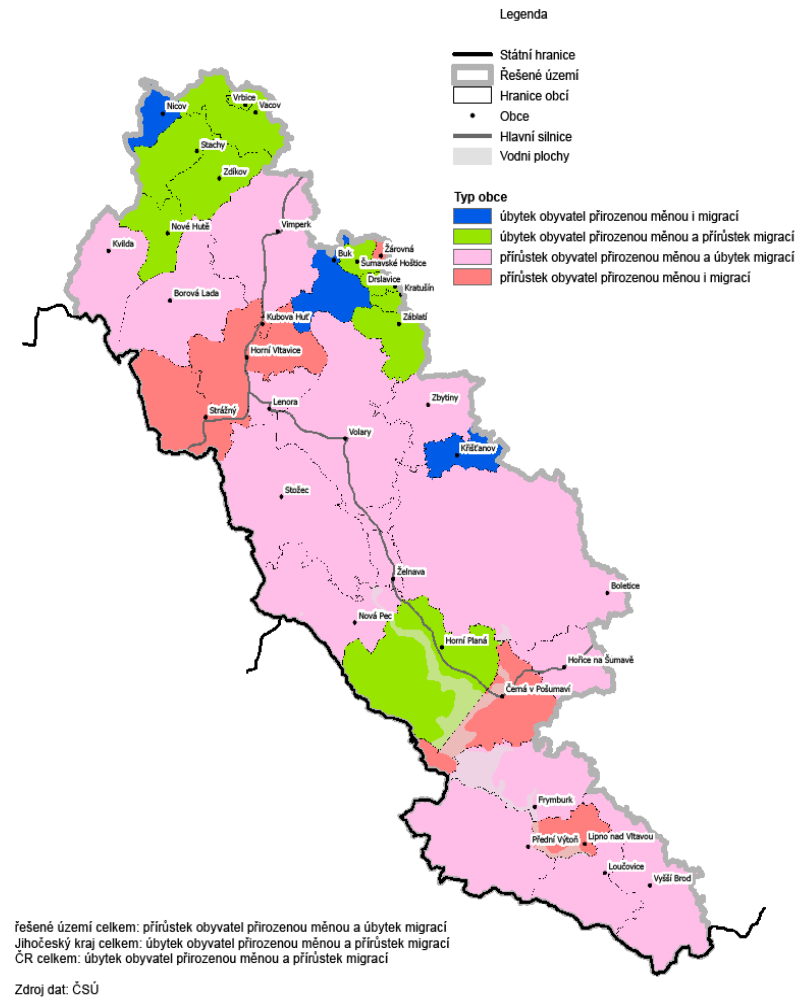 Legenda
Státní hranice
Řešené území
Hranice obcí
Obce
Hlavní silnice
Vodni plochy
Typ obce
úbytek obyvatel přirozenou měnou i migrací
úbytek obyvatel přirozenou měnou a přírůstek migrací
přírůstek obyvatel přirozenou měnou a úbytek migrací
přírůstek obyvatel přirozenou měnou i migrací
Vrbice
Nicov
Vacov
Stachy
Zdíkov
Nové Hutě
Vimperk
Kvilda
Žárovná
Buk
Šumavské Hoštice
Drslavice
Kratušín
Borová Lada
Kubova Huť
Záblatí
Horní Vltavice
Zbytiny
Lenora
Strážný
Volary
Křišťanov
Stožec
Želnava
Boletice
Nová Pec
Horní Planá
Hořice na Šumavě
Černá v Pošumaví
Frymburk
Lipno nad Vltavou
Přední Výtoň
Loučovice
Vyšší Brod
řešené území celkem: přírůstek obyvatel přirozenou měnou a úbytek migrací
Jihočeský kraj celkem: úbytek obyvatel přirozenou měnou a přírůstek migrací
ČR celkem: úbytek obyvatel přirozenou měnou a přírůstek migrací
Zdroj dat: ČSÚ